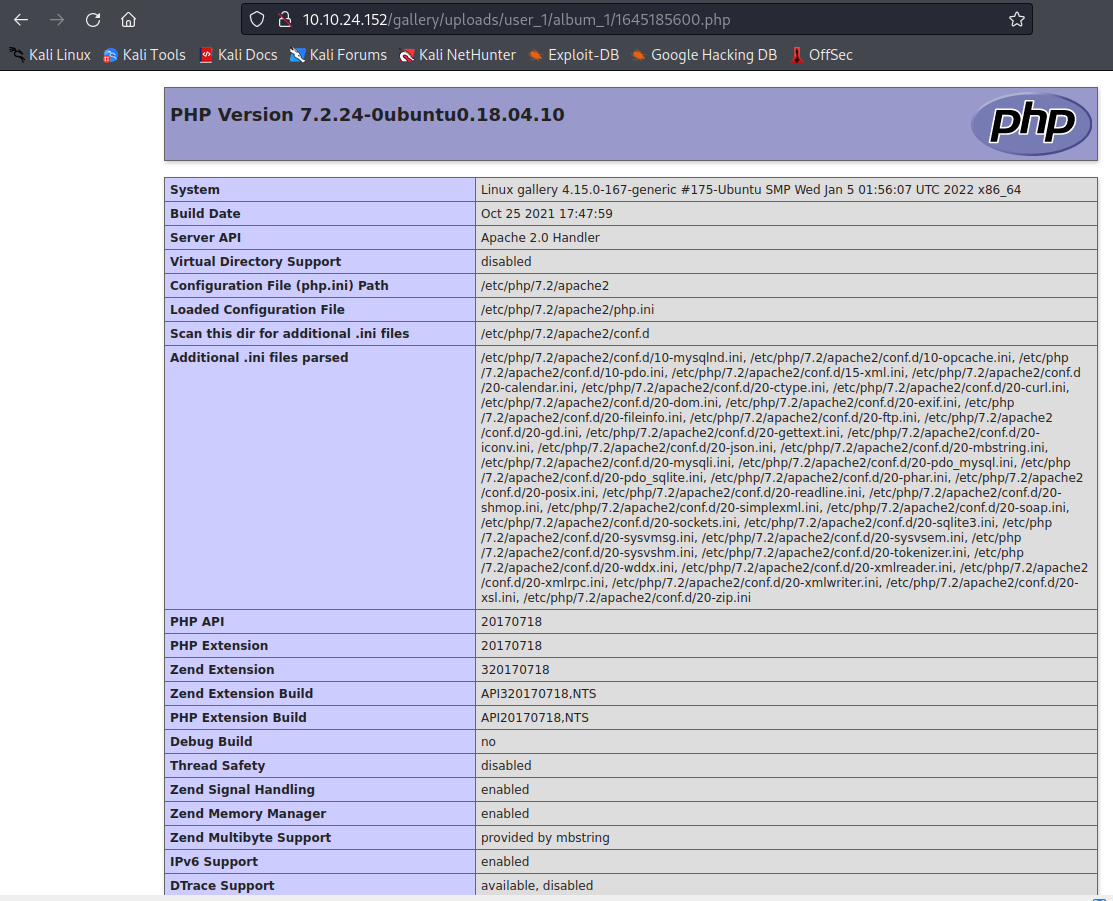 10.10.24.152/gallery/uploads/user_1/album_1/1645185600.php
Kali Linux Kali Tools Kali Docs Kali Forums Kali NetHunter Exploit-DB Google Hacking DB OffSec
PHP Version 7.2.24-0ubuntu0.18.04.10
php
System Linux gallery 4.15.0-167-generic #175-Ubuntu SMP Wed Jan 5 01:56:07 UTC 2022 x86_64
Build Date Oct 25 2021 17:47:59
Server API Apache 2.0 Handler
Virtual Directory Support disabled
Configuration File (php.ini) Path /etc/php/7.2/apache2
Loaded Configuration File /etc/php/7.2/apache2/php.ini
Scan this dir for additional .ini files /etc/php/7.2/apache2/conf.d
Additional .ini files parsed /etc/php/7.2/apache2/conf.d/10-mysqlnd.ini, /etc/php/7.2/apache2/conf.d/10-opcache.ini, /etc/php
/7.2/apache2/conf.d/10-pdo.ini, /etc/php/7.2/apache2/conf.d/15-xml.ini, /etc/php/7.2/apache2/conf.d
/20-calendar.ini, /etc/php/7.2/apache2/conf.d/20-ctype.ini, /etc/php/7.2/apache2/conf.d/20-curl.ini,
/etc/php/7.2/apache2/conf.d/20-dom.ini, /etc/php/7.2/apache2/conf.d/20-exif.ini, /etc/php
/7.2/apache2/conf.d/20-fileinfo.ini, /etc/php/7.2/apache2/conf.d/20-ftp.ini, /etc/php/7.2/apache2
/conf.d/20-gd.ini, /etc/php/7.2/apache2/conf.d/20-gettext.ini, /etc/php/7.2/apache2/conf.d/20-
iconv.ini, /etc/php/7.2/apache2/conf.d/20-json.ini, /etc/php/7.2/apache2/conf.d/20-mbstring.ini,
/etc/php/7.2/apache2/conf.d/20-mysqli.ini, /etc/php/7.2/apache2/conf.d/20-pdo_mysql.ini, /etc/php
/7.2/apache2/conf.d/20-pdo_sqlite.ini, /etc/php/7.2/apache2/conf.d/20-phar.ini, /etc/php/7.2/apache2
/conf.d/20-posix.ini, /etc/php/7.2/apache2/conf.d/20-readline.ini, /etc/php/7.2/apache2/conf.d/20-
shmop.ini, /etc/php/7.2/apache2/conf.d/20-simplexml.ini, /etc/php/7.2/apache2/conf.d/20-soap.ini,
/etc/php/7.2/apache2/conf.d/20-sockets.ini, /etc/php/7.2/apache2/conf.d/20-sqlite3.ini, /etc/php
/7.2/apache2/conf.d/20-sysvmsg.ini, /etc/php/7.2/apache2/conf.d/20-sysvsem.ini, /etc/php
/7.2/apache2/conf.d/20-sysvshm.ini, /etc/php/7.2/apache2/conf.d/20-tokenizer.ini, /etc/php
/7.2/apache2/conf.d/20-wddx.ini, /etc/php/7.2/apache2/conf.d/20-xmlreader.ini, /etc/php/7.2/apache2
/conf.d/20-xmlrpc.ini, /etc/php/7.2/apache2/conf.d/20-xmlwriter.ini, /etc/php/7.2/apache2/conf.d/20-
xsl.ini, /etc/php/7.2/apache2/conf.d/20-zip.ini
PHP API 20170718
PHP Extension 20170718
Zend Extension 320170718
Zend Extension Build API320170718,NTS
PHP Extension Build API20170718,NTS
Debug Build no
Thread Safety disabled
Zend Signal Handling enabled
Zend Memory Manager enabled
Zend Multibyte Support provided by mbstring
IPv6 Support enabled
DTrace Support available, disabled